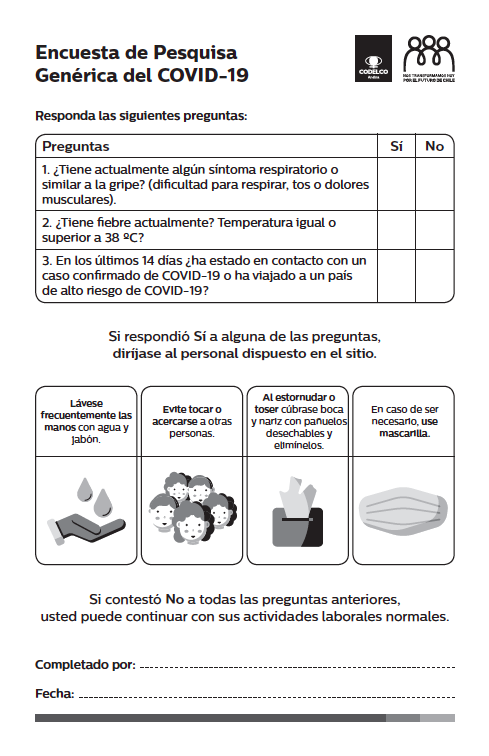 Encuesta de Pesquisa
Genérica del COVID-19
CODELCO
Andina
NOS TRANSFORMAMOS HOY
POR EL FUTURO DE CHILE
Responda las siguientes preguntas:
Preguntas Sí No
1. ¿Tiene actualmente algún síntoma respiratorio o
similar a la gripe? (dificultad para respirar, tos o dolores
musculares).
2. ¿Tiene fiebre actualmente? Temperatura igual o
superior a 38 ºC?
3. En los últimos 14 días ¿ha estado en contacto con un
caso confirmado de COVID-19 o ha viajado a un país
de alto riesgo de COVID-19?
Si respondió Sí a alguna de las preguntas,
diríjase al personal dispuesto en el sitio.
Lávese
frecuentemente las
manos con agua y
jabón.
Evite tocar o
acercarse a otras
personas.
Al estornudar o
toser cúbrase boca
y nariz con pañuelos
desechables y
elimínelos.
En caso de ser
necesario, use
mascarilla.
Si contestó No a todas las preguntas anteriores,
usted puede continuar con sus actividades laborales normales.
Completado por:
Fecha: